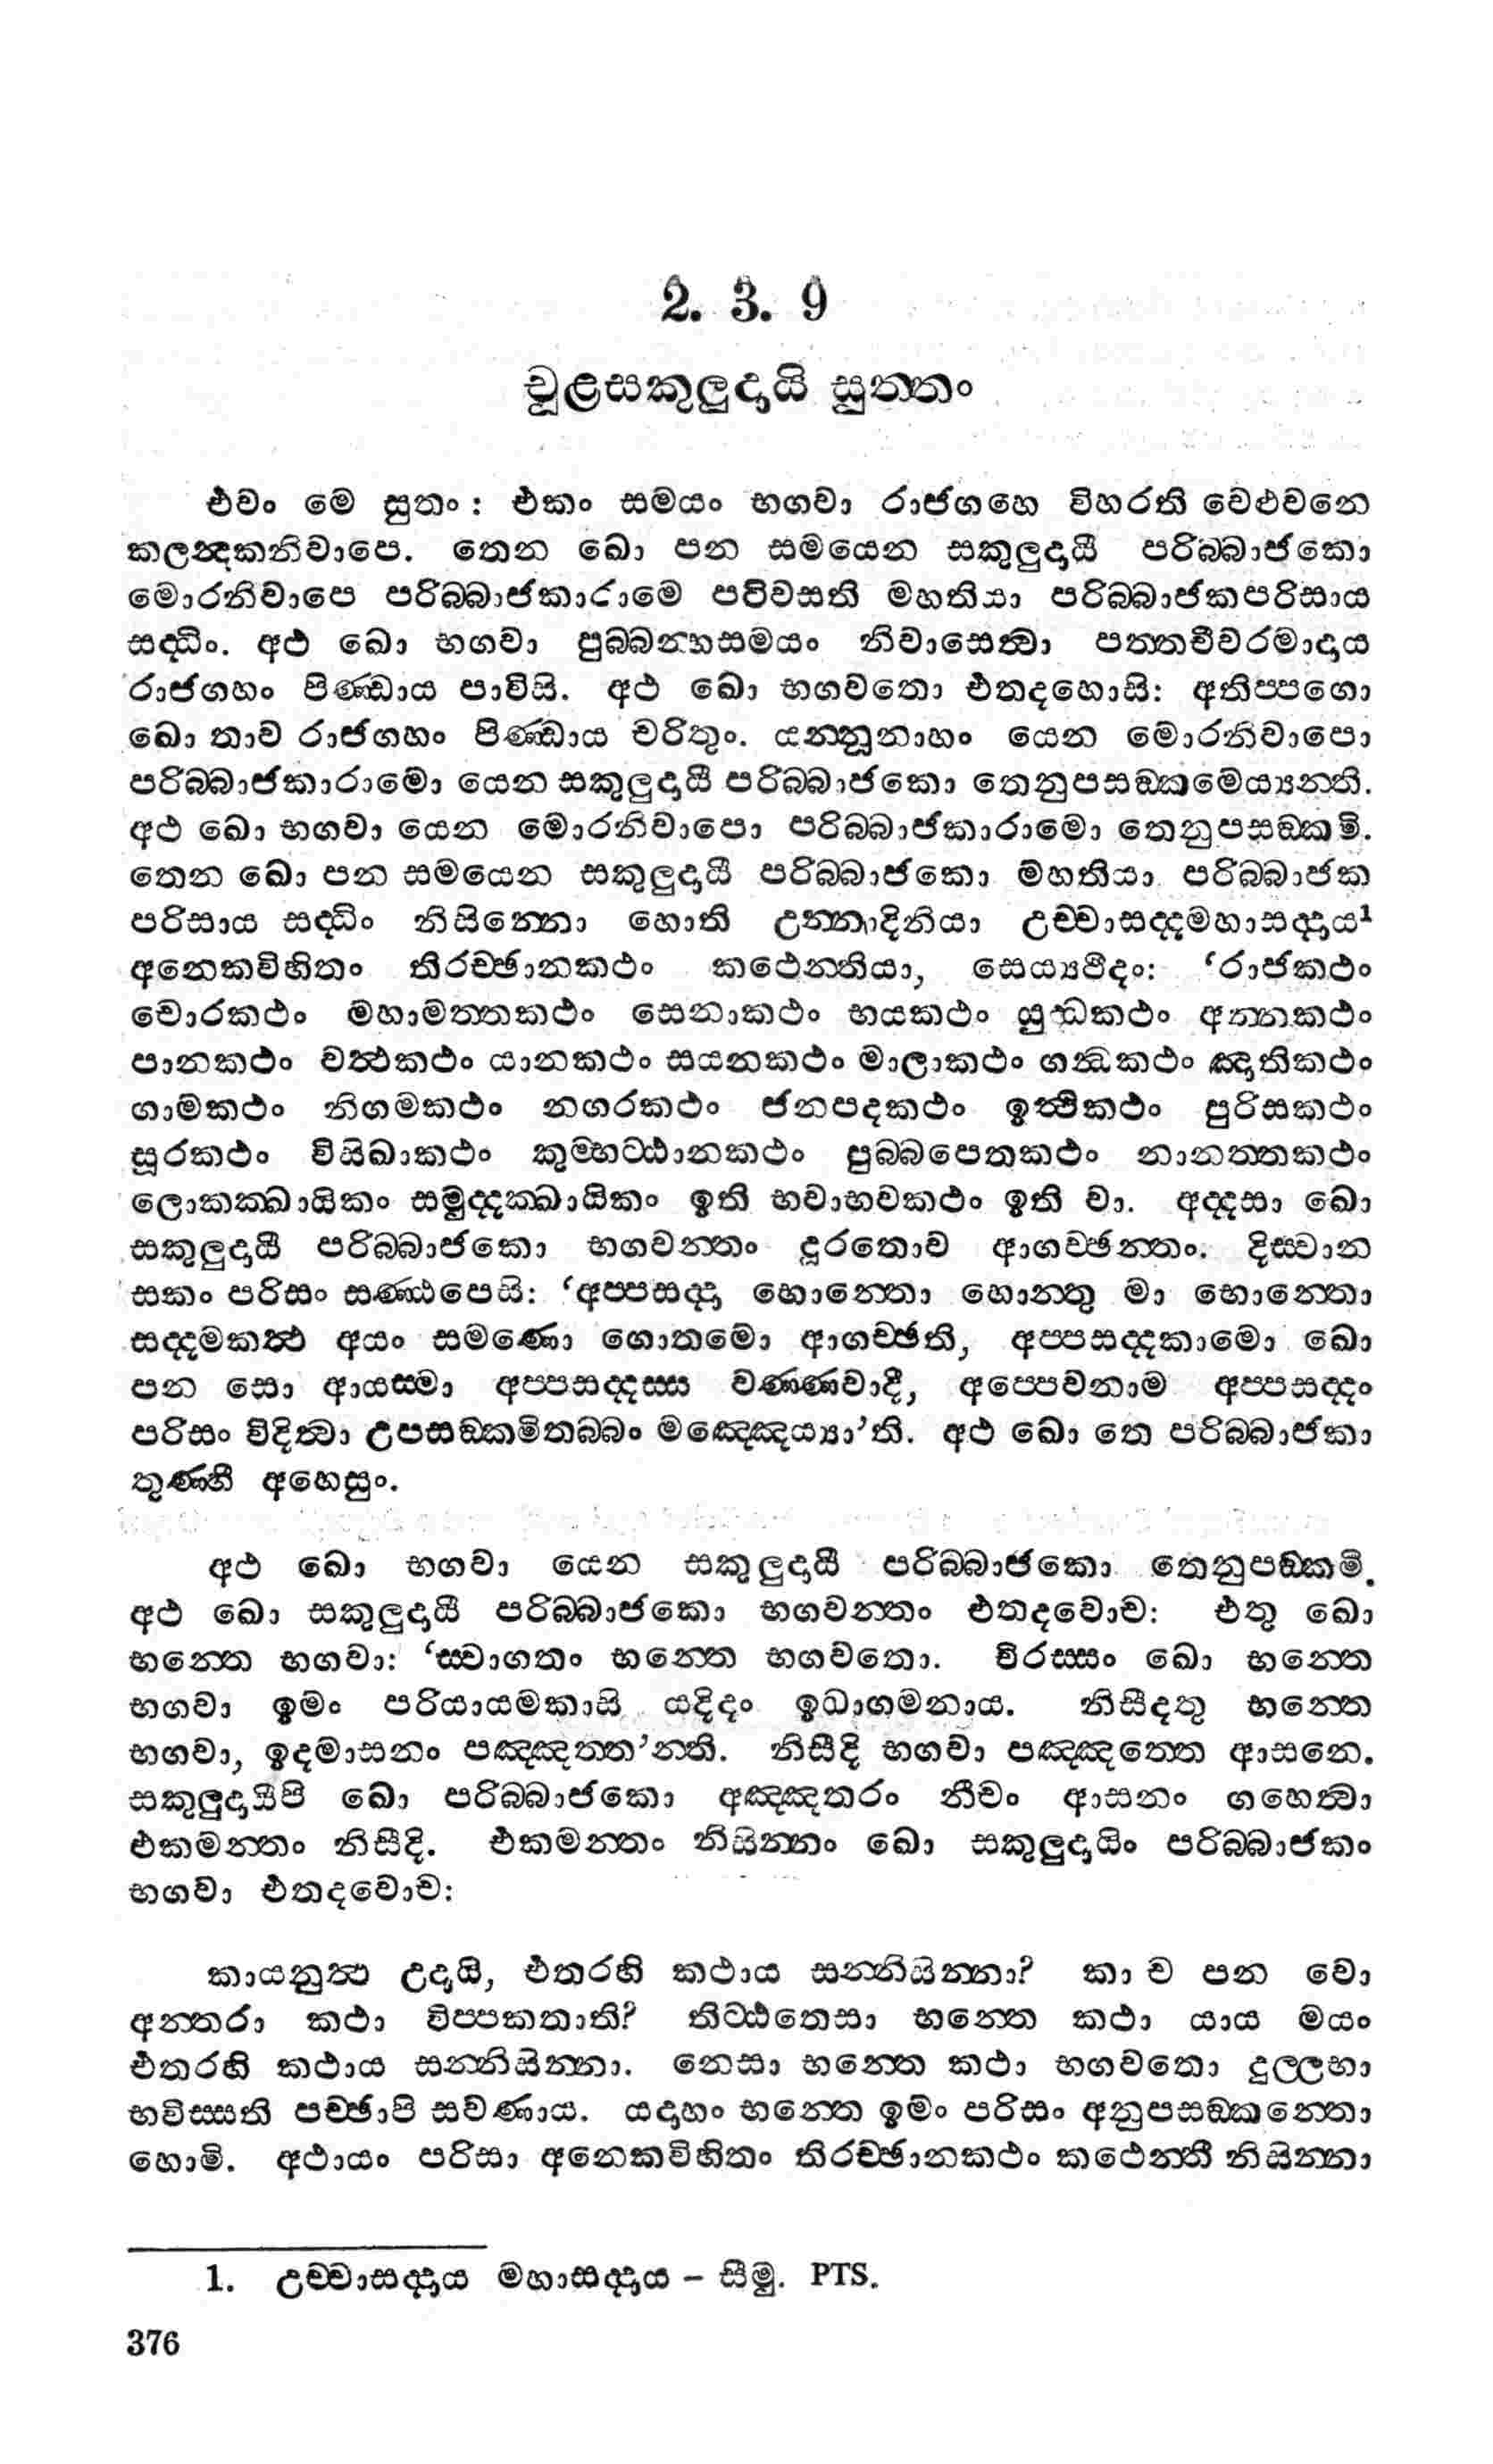 2. 3. 9
චූළසකුලුදායි සුත්තං
එවං මෙ සුතං: එකං සමයං භගවා රාජගහෙ විහරති වෙළුවනෙ
කලන්දකනිවාපෙ. තෙන ඛො පන සමයෙන සකුලුදායී පරිබ්බාජකො
මොරනිවාපෙ පරිබ්බාජකාරාමෙ පටිවසති මහතියා පරිබ්බාජකපරිසාය
සද්ධිං. අථ ඛො භගවා පුබ්බන්හසමයං නිවාසෙත්වා පත්තචීවරමාදාය
රාජගහං පිණ්ඩාය පාවිසි. අථ ඛො භගවතො එතදහොසි: අතිප්පගො
ඛො තාව රාජගහං පිණ්ඩාය චරිතුං. යන්නූනාහං යෙන මොරනිවාපො
පරිබ්බාජකාරාමො යෙන සකුලුදායී පරිබ්බාජකො තෙනුපසඞ්කමෙය්‍යන්ති.
අථ ඛො භගවා යෙන මොරනිවාපො පරිබ්බාජකාරාමො තෙනුපසඞ්කමි.
තෙන ඛො පන සමයෙන සකුලුදායී පරිබ්බාජකො මහතියා පරිබ්බාජක
පරිසාය සද්ධිං නිසින්නො හොති උන්නාදිනියා උච්චාසද්දමහාසද්දාය¹
අනෙකවිහිතං තිරච්ඡානකථං කථෙන්තියා, සෙය්‍යථීදං: ‘රාජකථං
චොරකථං මහාමත්තකථං සෙනාකථං භයකථං යුද්ධකථං අන්නකථං
පානකථං වත්ථකථං යානකථං සයනකථං මාලාකථං ගන්ධකථං ඤාතිකථං
ගාමකථං නිගමකථං නගරකථං ජනපදකථං ඉත්ථිකථං පුරිසකථං
සූරකථං විසිඛාකථං කුම්භට්ඨානකථං පුබ්බපෙතකථං නානත්තකථං
ලොකක්ඛායිකං සමුද්දක්ඛායිකං ඉති භවාභවකථං ඉති වා. අද්දසා ඛො
සකුලුදායී පරිබ්බාජකො භගවන්තං දූරතොව ආගච්ඡන්තං. දිස්වාන
සකං පරිසං සණ්ඨපෙසි: ‘අප්පසද්දා භොන්තො හොන්තු මා භොන්තො
සද්දමකත්ථ අයං සමණො ගොතමො ආගච්ඡති, අප්පසද්දකාමො ඛො
පන සො ආයස්මා අප්පසද්දස්ස වණ්ණවාදී, අප්පෙවනාම අප්පසද්දං
පරිසං විදිත්වා උපසඞ්කමිතබ්බං මඤ්ඤෙය්‍යා’ති. අථ ඛො තෙ පරිබ්බාජකා
තුණ්හී අහෙසුං.
අථ ඛො භගවා යෙන සකුලුදායී පරිබ්බාජකො තෙනුපඞ්කමි.
අථ ඛො සකුලුදායී පරිබ්බාජකො භගවන්තං එතදවොච: එතු ඛො
භන්තෙ භගවා: ‘ස්වාගතං භන්තෙ භගවතො. චිරස්සං ඛො භන්තෙ
භගවා ඉමං පරියායමකාසි යදිදං ඉධාගමනාය. නිසීදතු භන්තෙ
භගවා, ඉදමාසනං පඤ්ඤත්ත’න්ති. නිසීදි භගවා පඤ්ඤත්තෙ ආසනෙ.
සකුලුදායීපි ඛො පරිබ්බාජකො අඤ්ඤතරං නීචං ආසනං ගහෙත්වා
එකමන්තං නිසීදි. එකමන්තං නිසින්නං ඛො සකුලුදායිං පරිබ්බාජකං
භගවා එතදවොච:
කායනුත්ථ උදායි, එතරහි කථාය සන්නිසින්නා? කා ච පන වො
අන්තරා කථා විප්පකතාති? තිට්ඨතෙසා භන්තෙ කථා යාය මයං
එතරහි කථාය සන්නිසින්නා. නෙසා භන්තෙ කථා භගවතො දුල්ලභා
භවිස්සති පච්ඡාපි සවණාය. යදාහං භන්තෙ ඉමං පරිසං අනුපසඞ්කන්තො
හොමි. අථායං පරිසා අනෙකවිහිතං තිරච්ඡානකථං කථෙන්තී නිසින්නා
1. උච්චාසද්දාය මහාසද්දාය – සීමු. PTS.
376